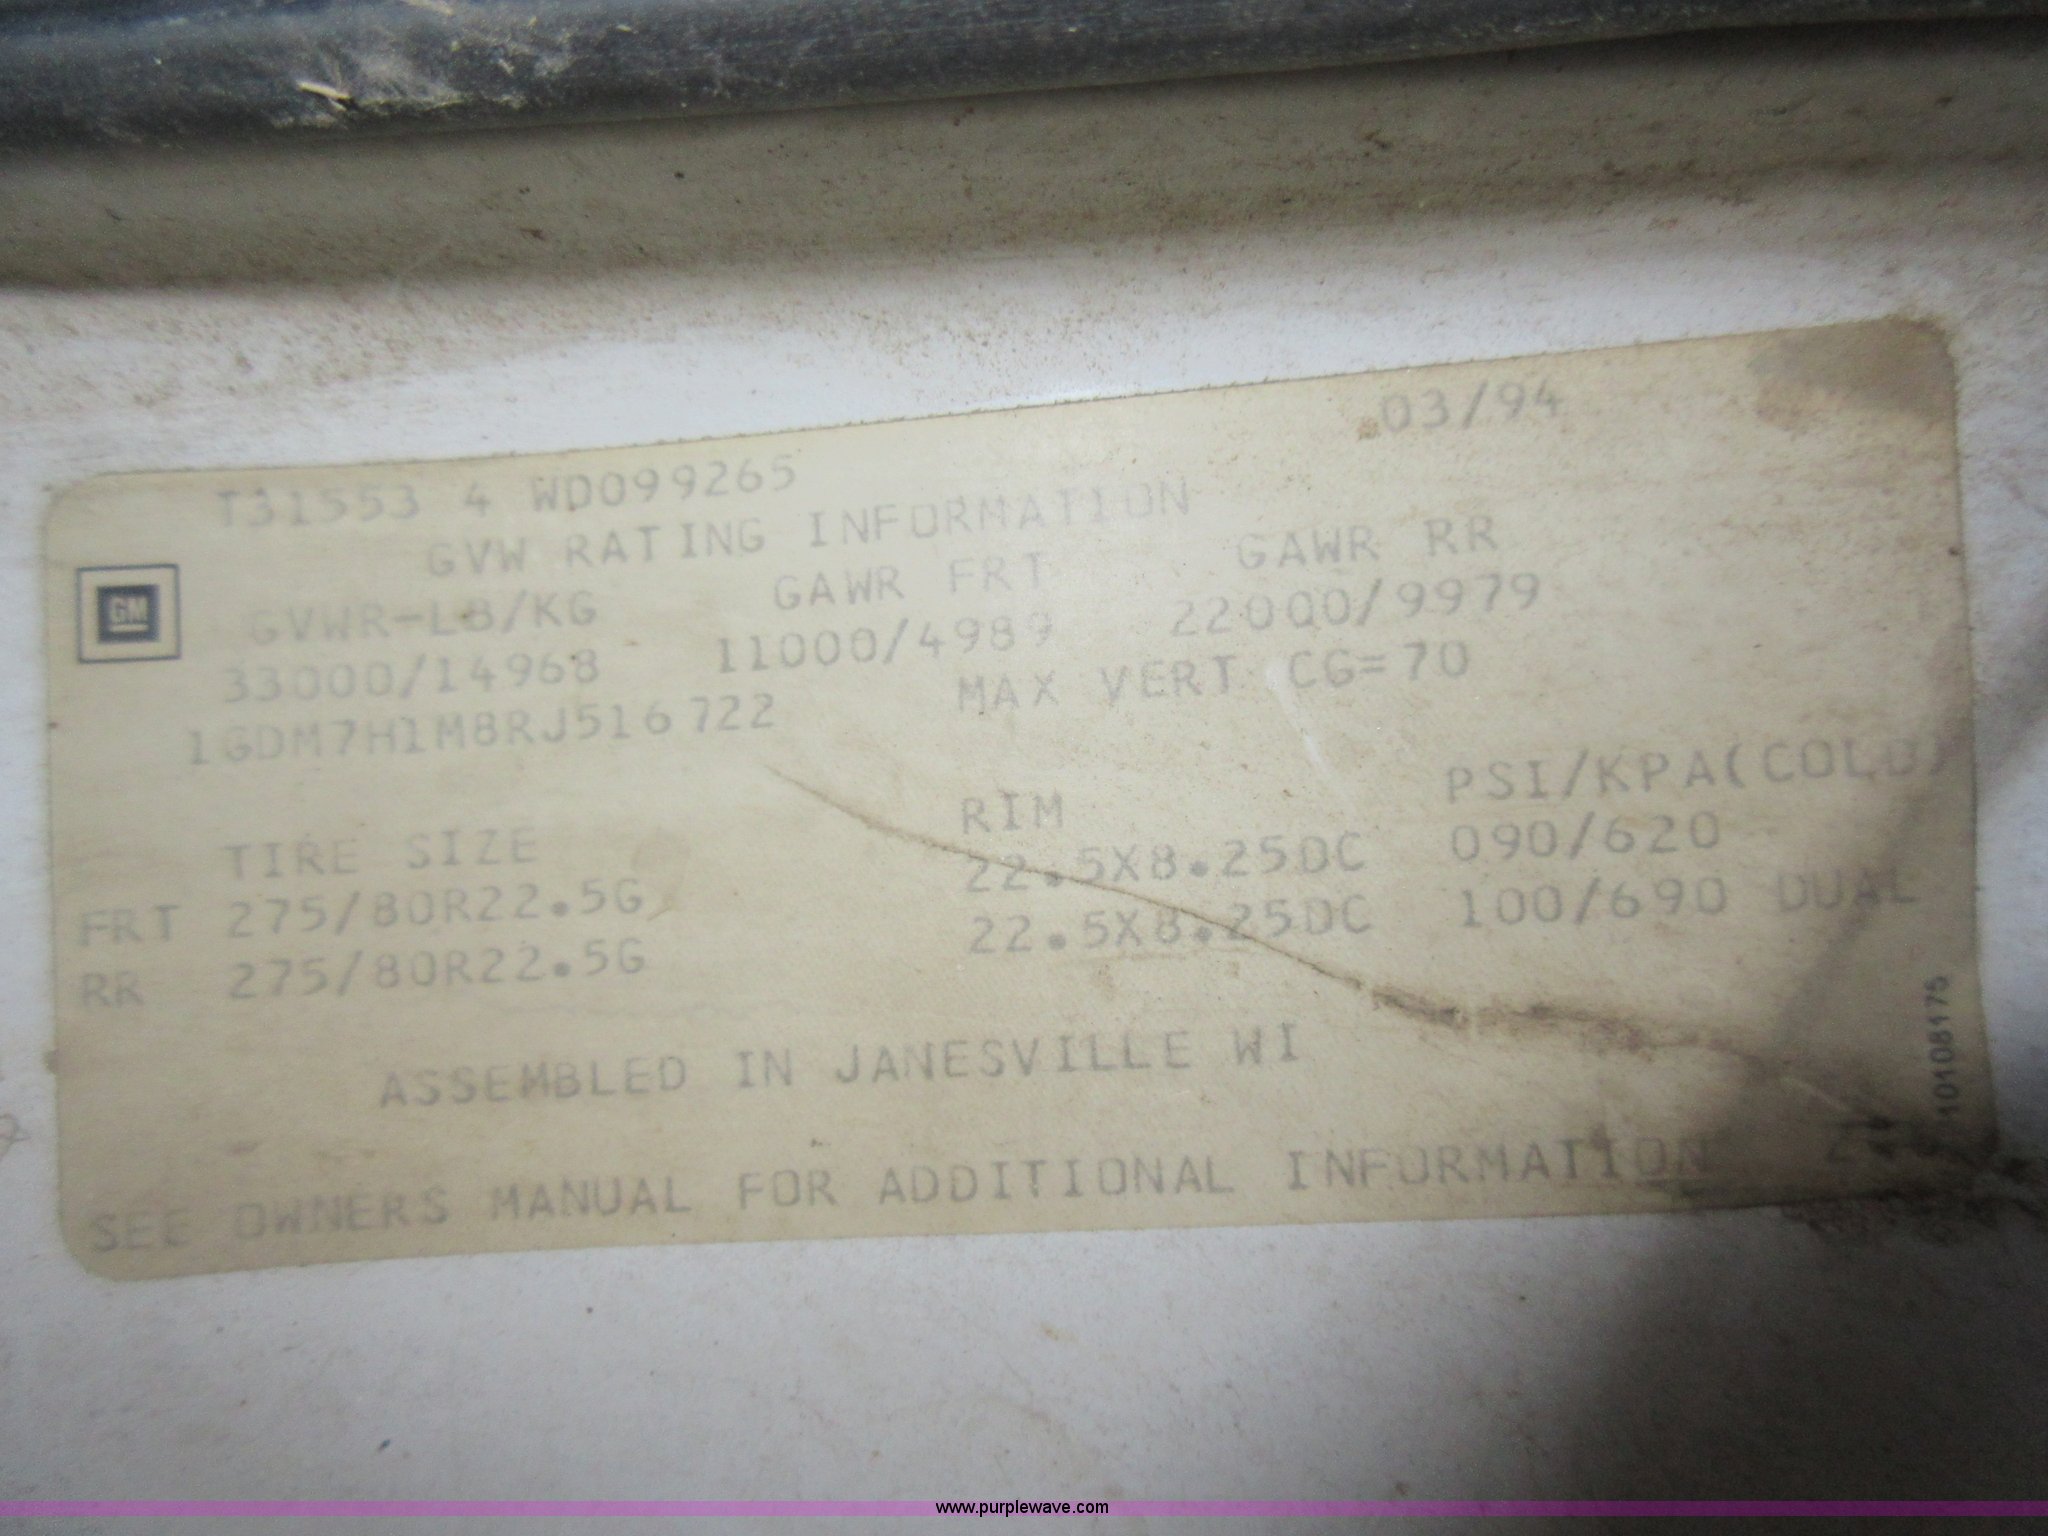 03/94
T31553 4 WD099265
GVW RATING INFORMATION
GVWR-LB/KG GAWR FRT GAWR RR
33000/14968 11000/4989 22000/9979
1GDM7H1M8RJ516722 MAX VERT CG=70
TIRE SIZE RIM PSI/KPA(COLD)
FRT 275/80R22.5G 22.5X8.25DC 090/620
RR 275/80R22.5G 22.5X8.25DC 100/690 DUAL
ASSEMBLED IN JANESVILLE WI
SEE OWNERS MANUAL FOR ADDITIONAL INFORMATION
GM
10108175
www.purplewave.com